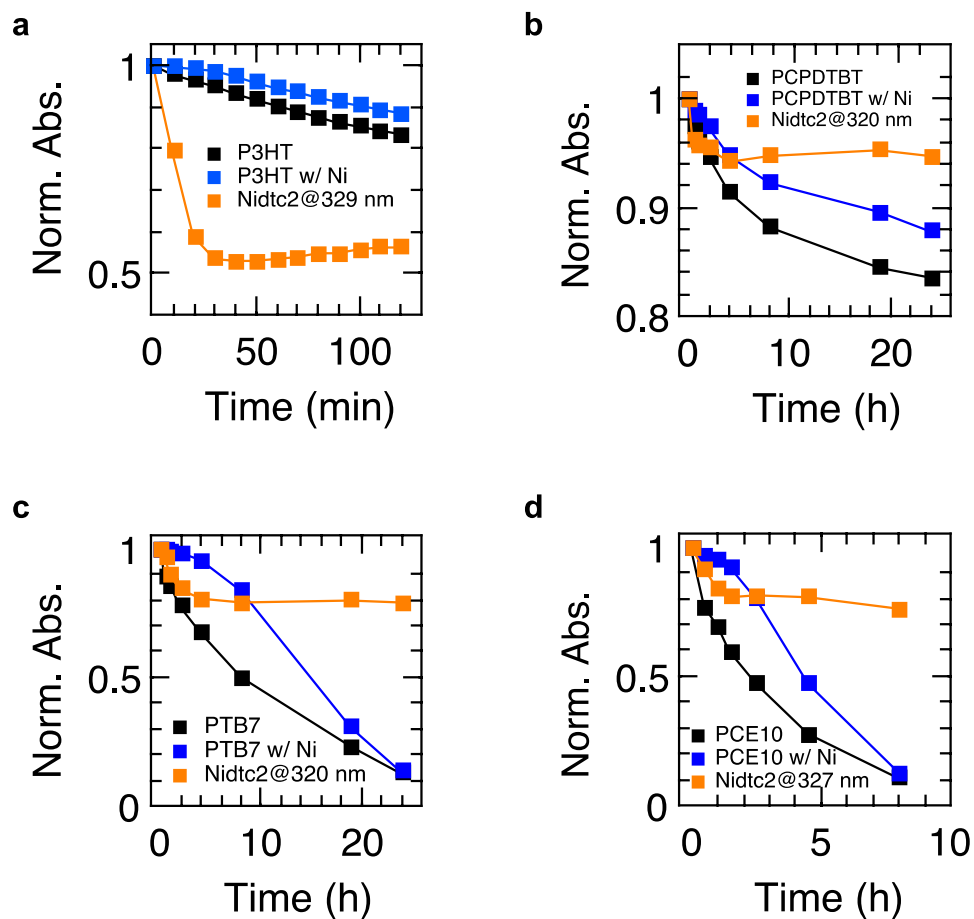 a
1
0.5
Norm. Abs.
P3HT
P3HT w/ Ni
Nidtc2@329 nm
0 50 100
Time (min)
b
1
0.9
0.8
Norm. Abs.
PCPDTBT
PCPDTBT w/ Ni
Nidtc2@320 nm
0 10 20
Time (h)
c
1
0.5
0
Norm. Abs.
PTB7
PTB7 w/ Ni
Nidtc2@320 nm
0 10 20
Time (h)
d
1
0.5
0
Norm. Abs.
PCE10
PCE10 w/ Ni
Nidtc2@327 nm
0 5 10
Time (h)